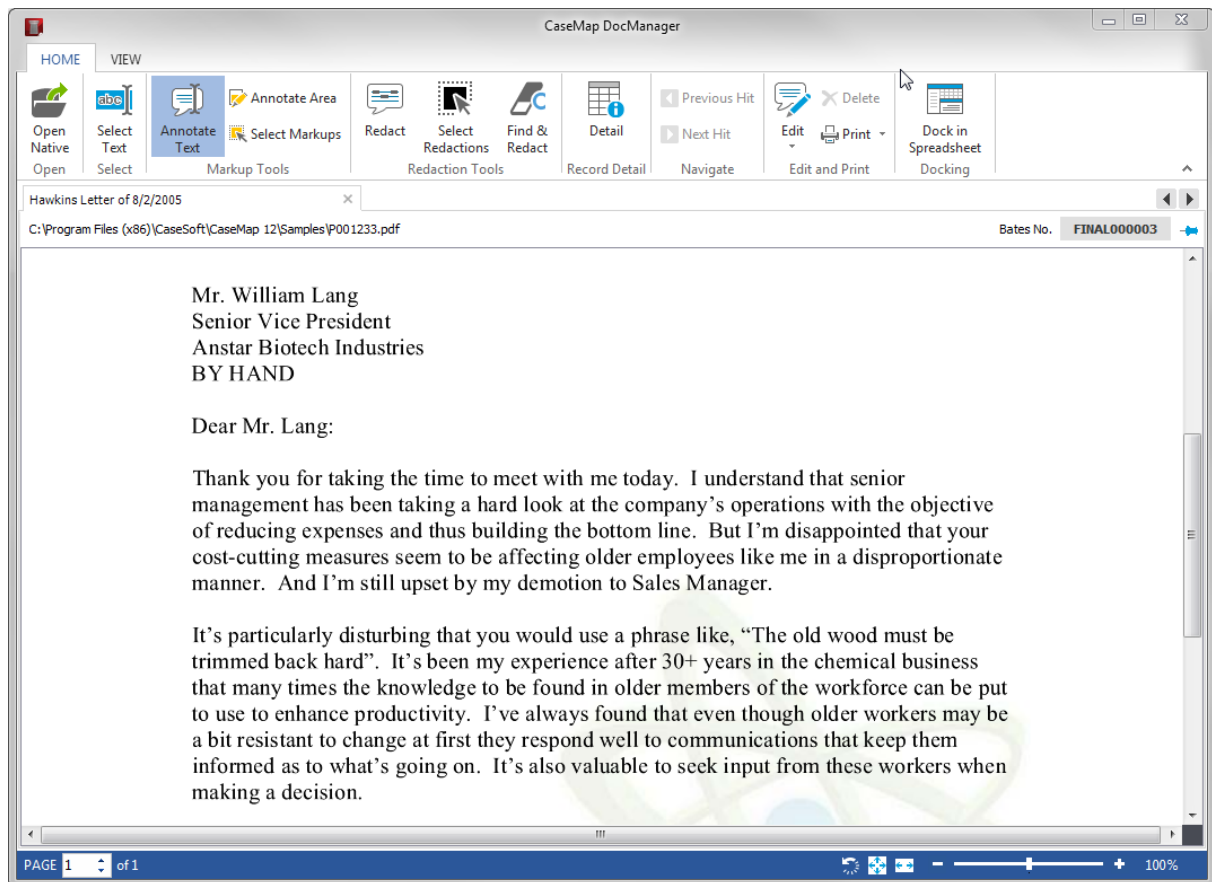 CaseMap DocManager
HOME VIEW
Open Native
Select Text
Annotate Text
Annotate Area
Select Markups
Redact
Select Redactions
Find & Redact
Detail
Previous Hit
Next Hit
Edit
Delete
Print
Dock in Spreadsheet
Open Select Markup Tools Redaction Tools Record Detail Navigate Edit and Print Docking
Hawkins Letter of 8/2/2005
C:\Program Files (x86)\CaseSoft\CaseMap 12\Samples\P001233.pdf Bates No. FINAL000003
Mr. William Lang
Senior Vice President
Anstar Biotech Industries
BY HAND
Dear Mr. Lang:
Thank you for taking the time to meet with me today.  I understand that senior
management has been taking a hard look at the company’s operations with the objective
of reducing expenses and thus building the bottom line.  But I’m disappointed that your
cost-cutting measures seem to be affecting older employees like me in a disproportionate
manner.  And I’m still upset by my demotion to Sales Manager.
It’s particularly disturbing that you would use a phrase like, “The old wood must be
trimmed back hard”.  It’s been my experience after 30+ years in the chemical business
that many times the knowledge to be found in older members of the workforce can be put
to use to enhance productivity.  I’ve always found that even though older workers may be
a bit resistant to change at first they respond well to communications that keep them
informed as to what’s going on.  It’s also valuable to seek input from these workers when
making a decision.
PAGE 1 of 1 100%